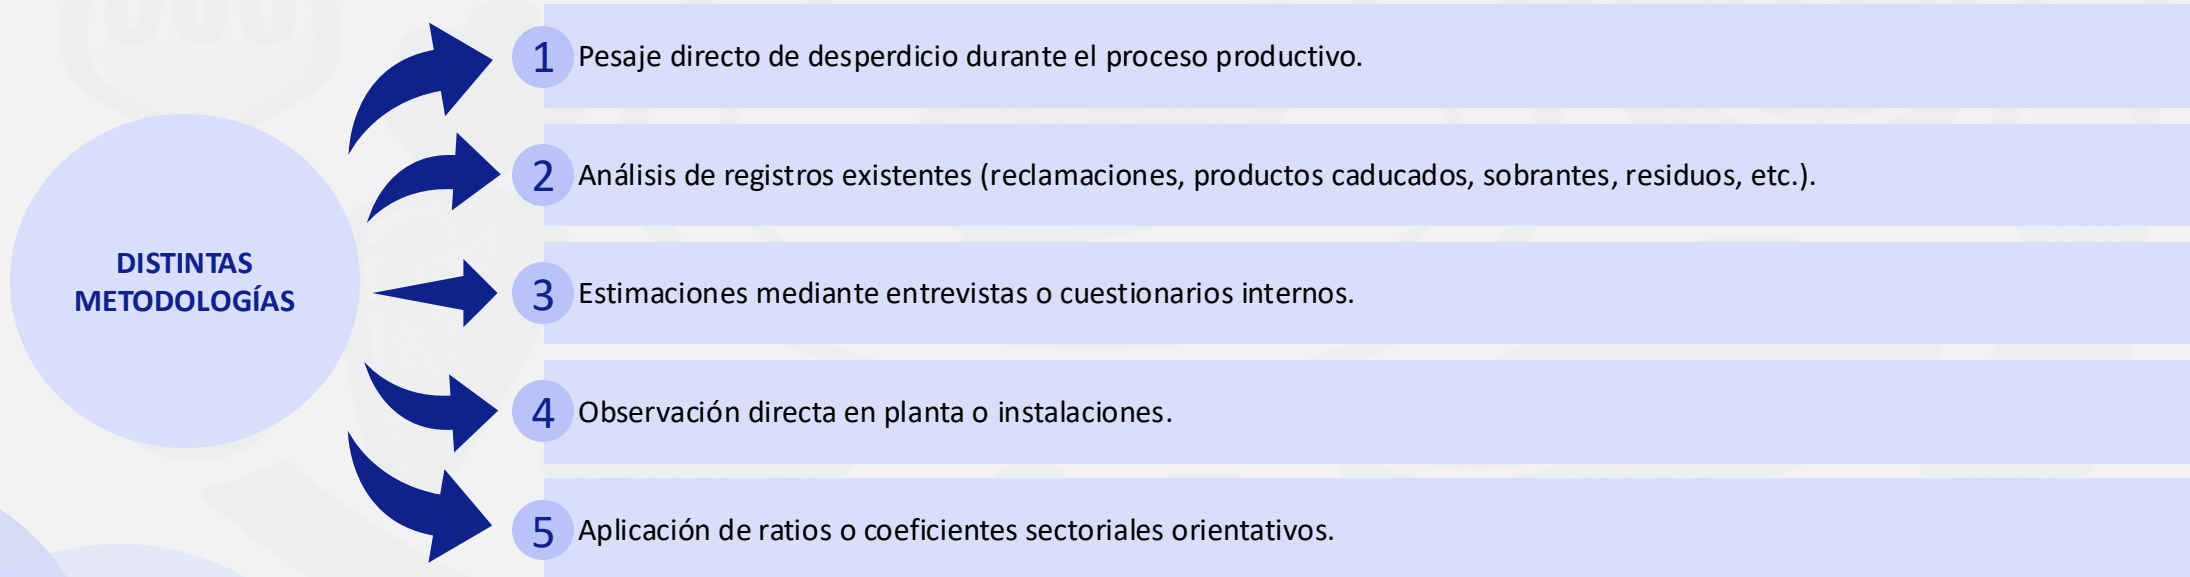 DISTINTAS
METODOLOGÍAS
1 Pesaje directo de desperdicio durante el proceso productivo.
2 Análisis de registros existentes (reclamaciones, productos caducados, sobrantes, residuos, etc.).
3 Estimaciones mediante entrevistas o cuestionarios internos.
4 Observación directa en planta o instalaciones.
5 Aplicación de ratios o coeficientes sectoriales orientativos.